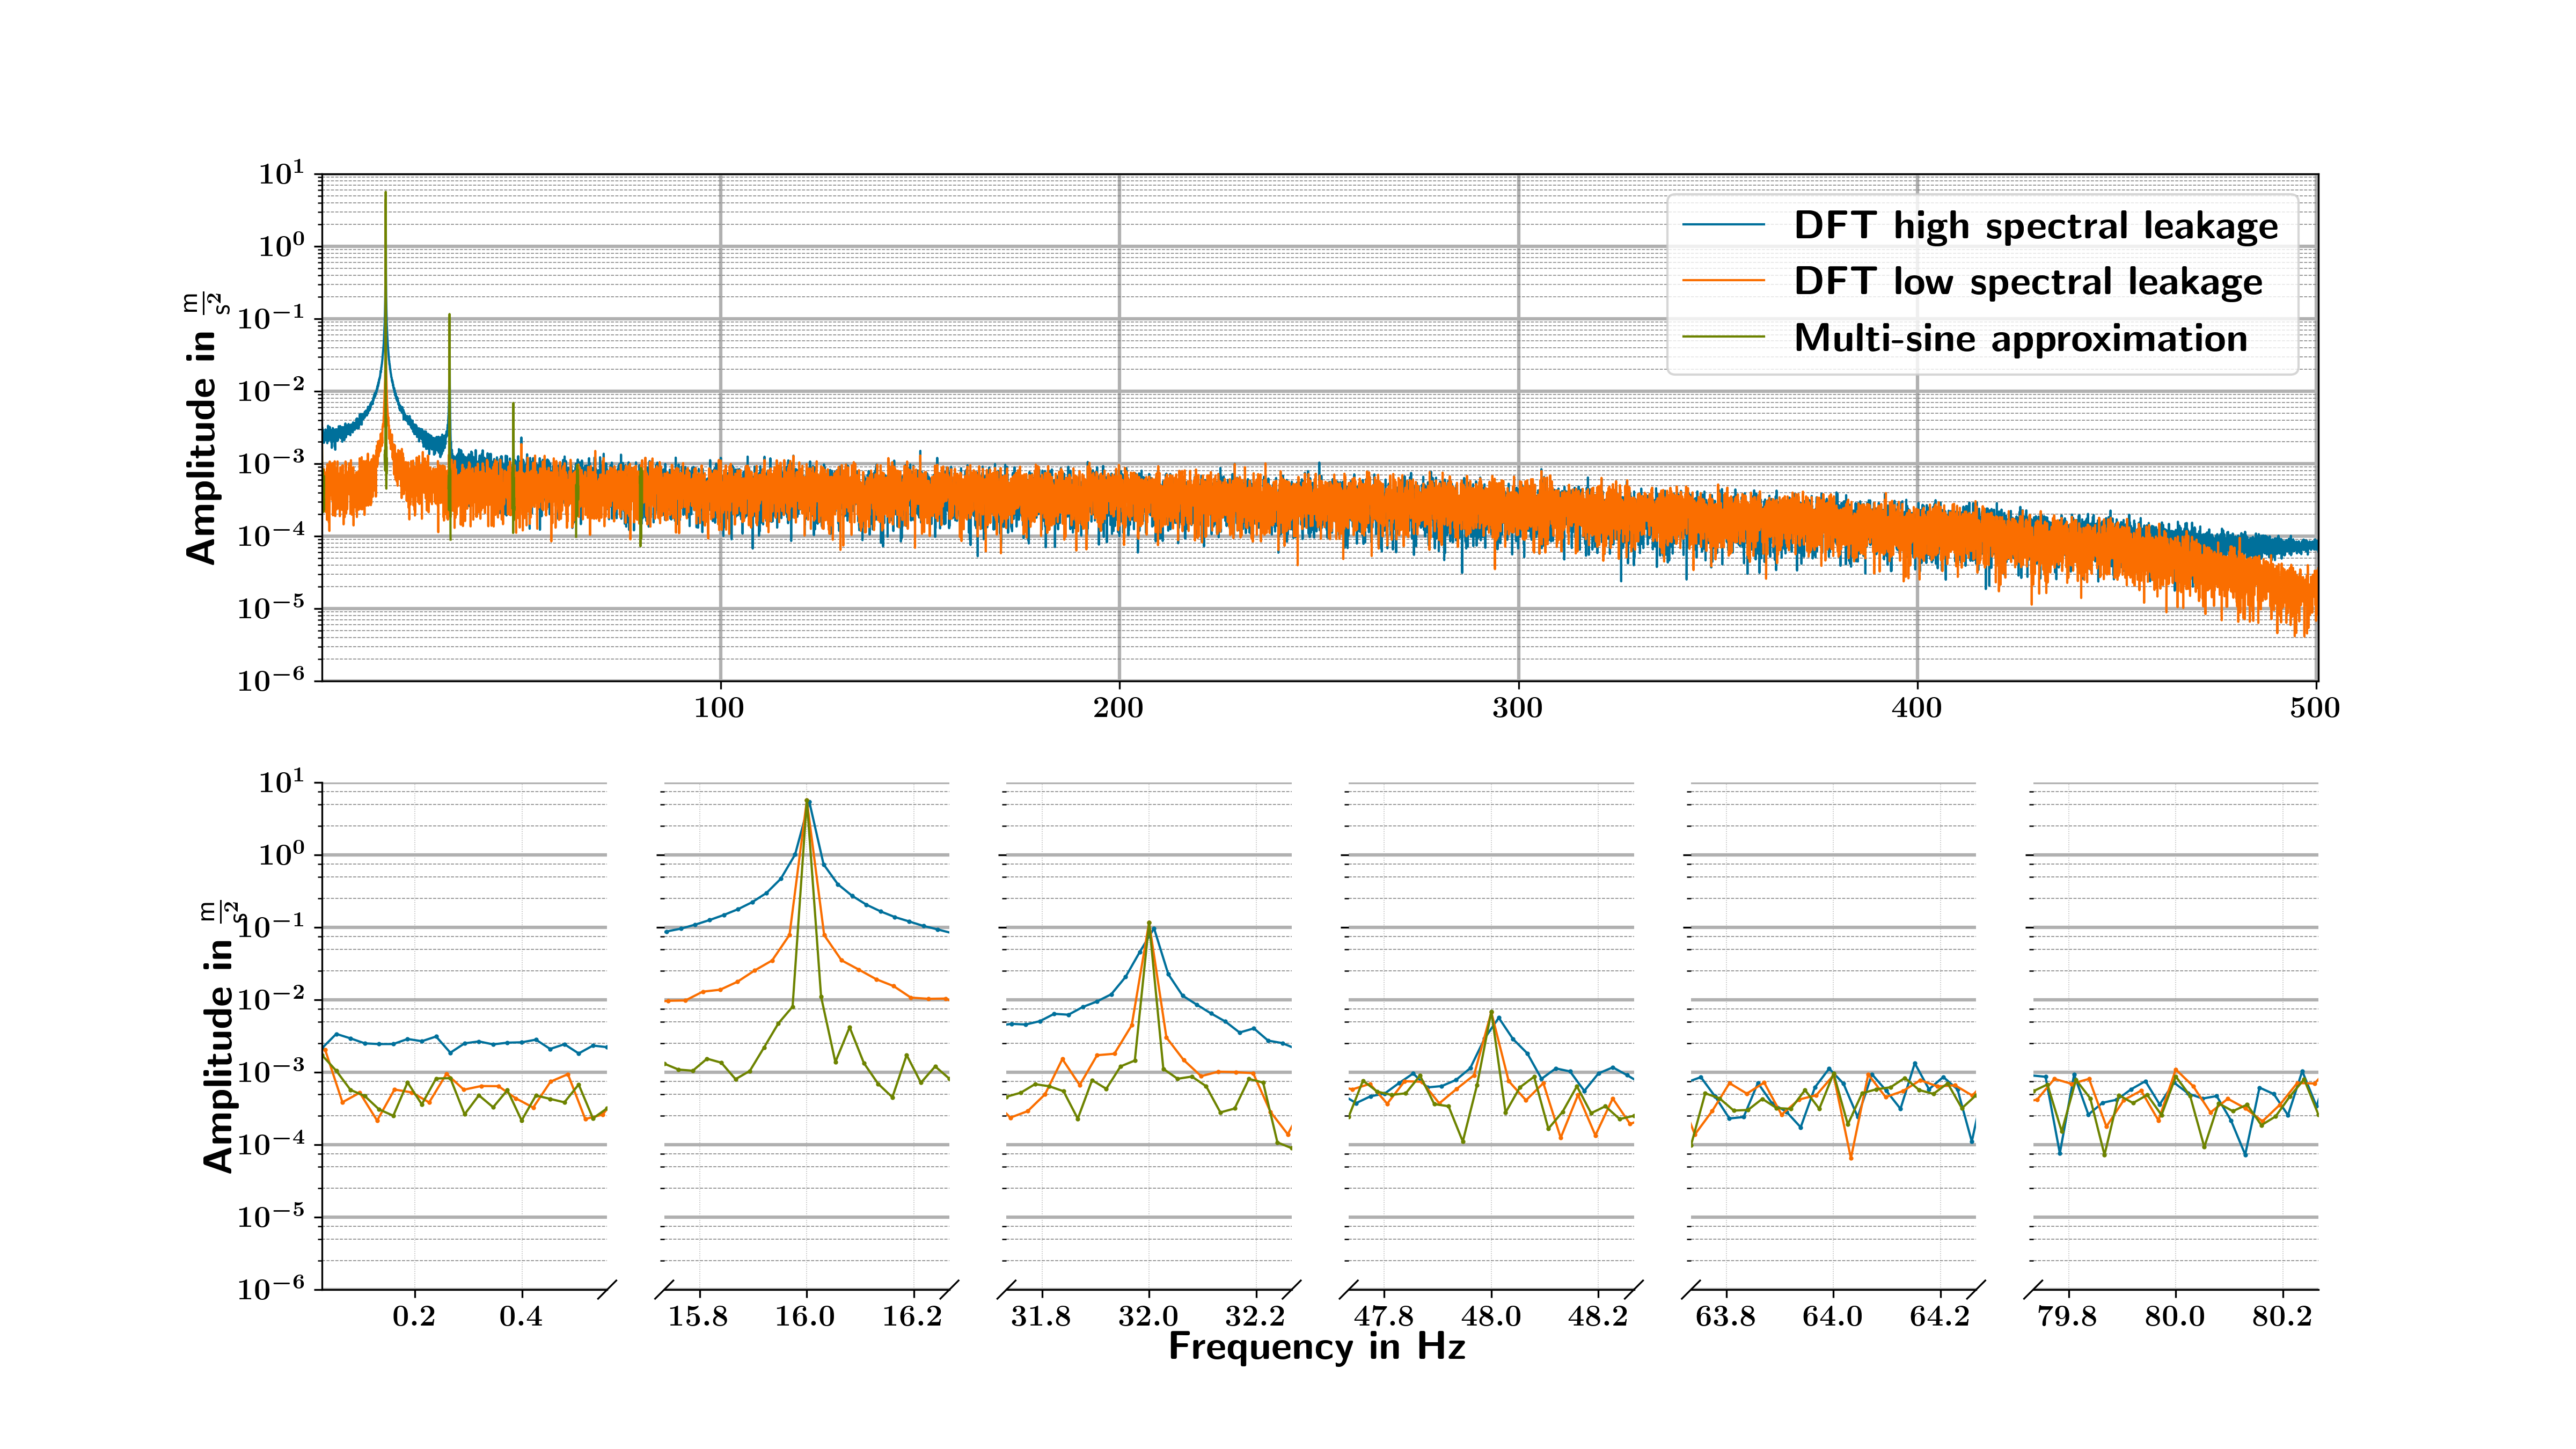 10¹
10⁰
10⁻¹
10⁻²
10⁻³
10⁻⁴
10⁻⁵
10⁻⁶
Amplitude in m/s²
DFT high spectral leakage
DFT low spectral leakage
Multi-sine approximation
100 200 300 400 500
10¹
10⁰
10⁻¹
10⁻²
10⁻³
10⁻⁴
10⁻⁵
10⁻⁶
Amplitude in m/s²
0.2 0.4 15.8 16.0 16.2 31.8 32.0 32.2 47.8 48.0 48.2 63.8 64.0 64.2 79.8 80.0 80.2
Frequency in Hz